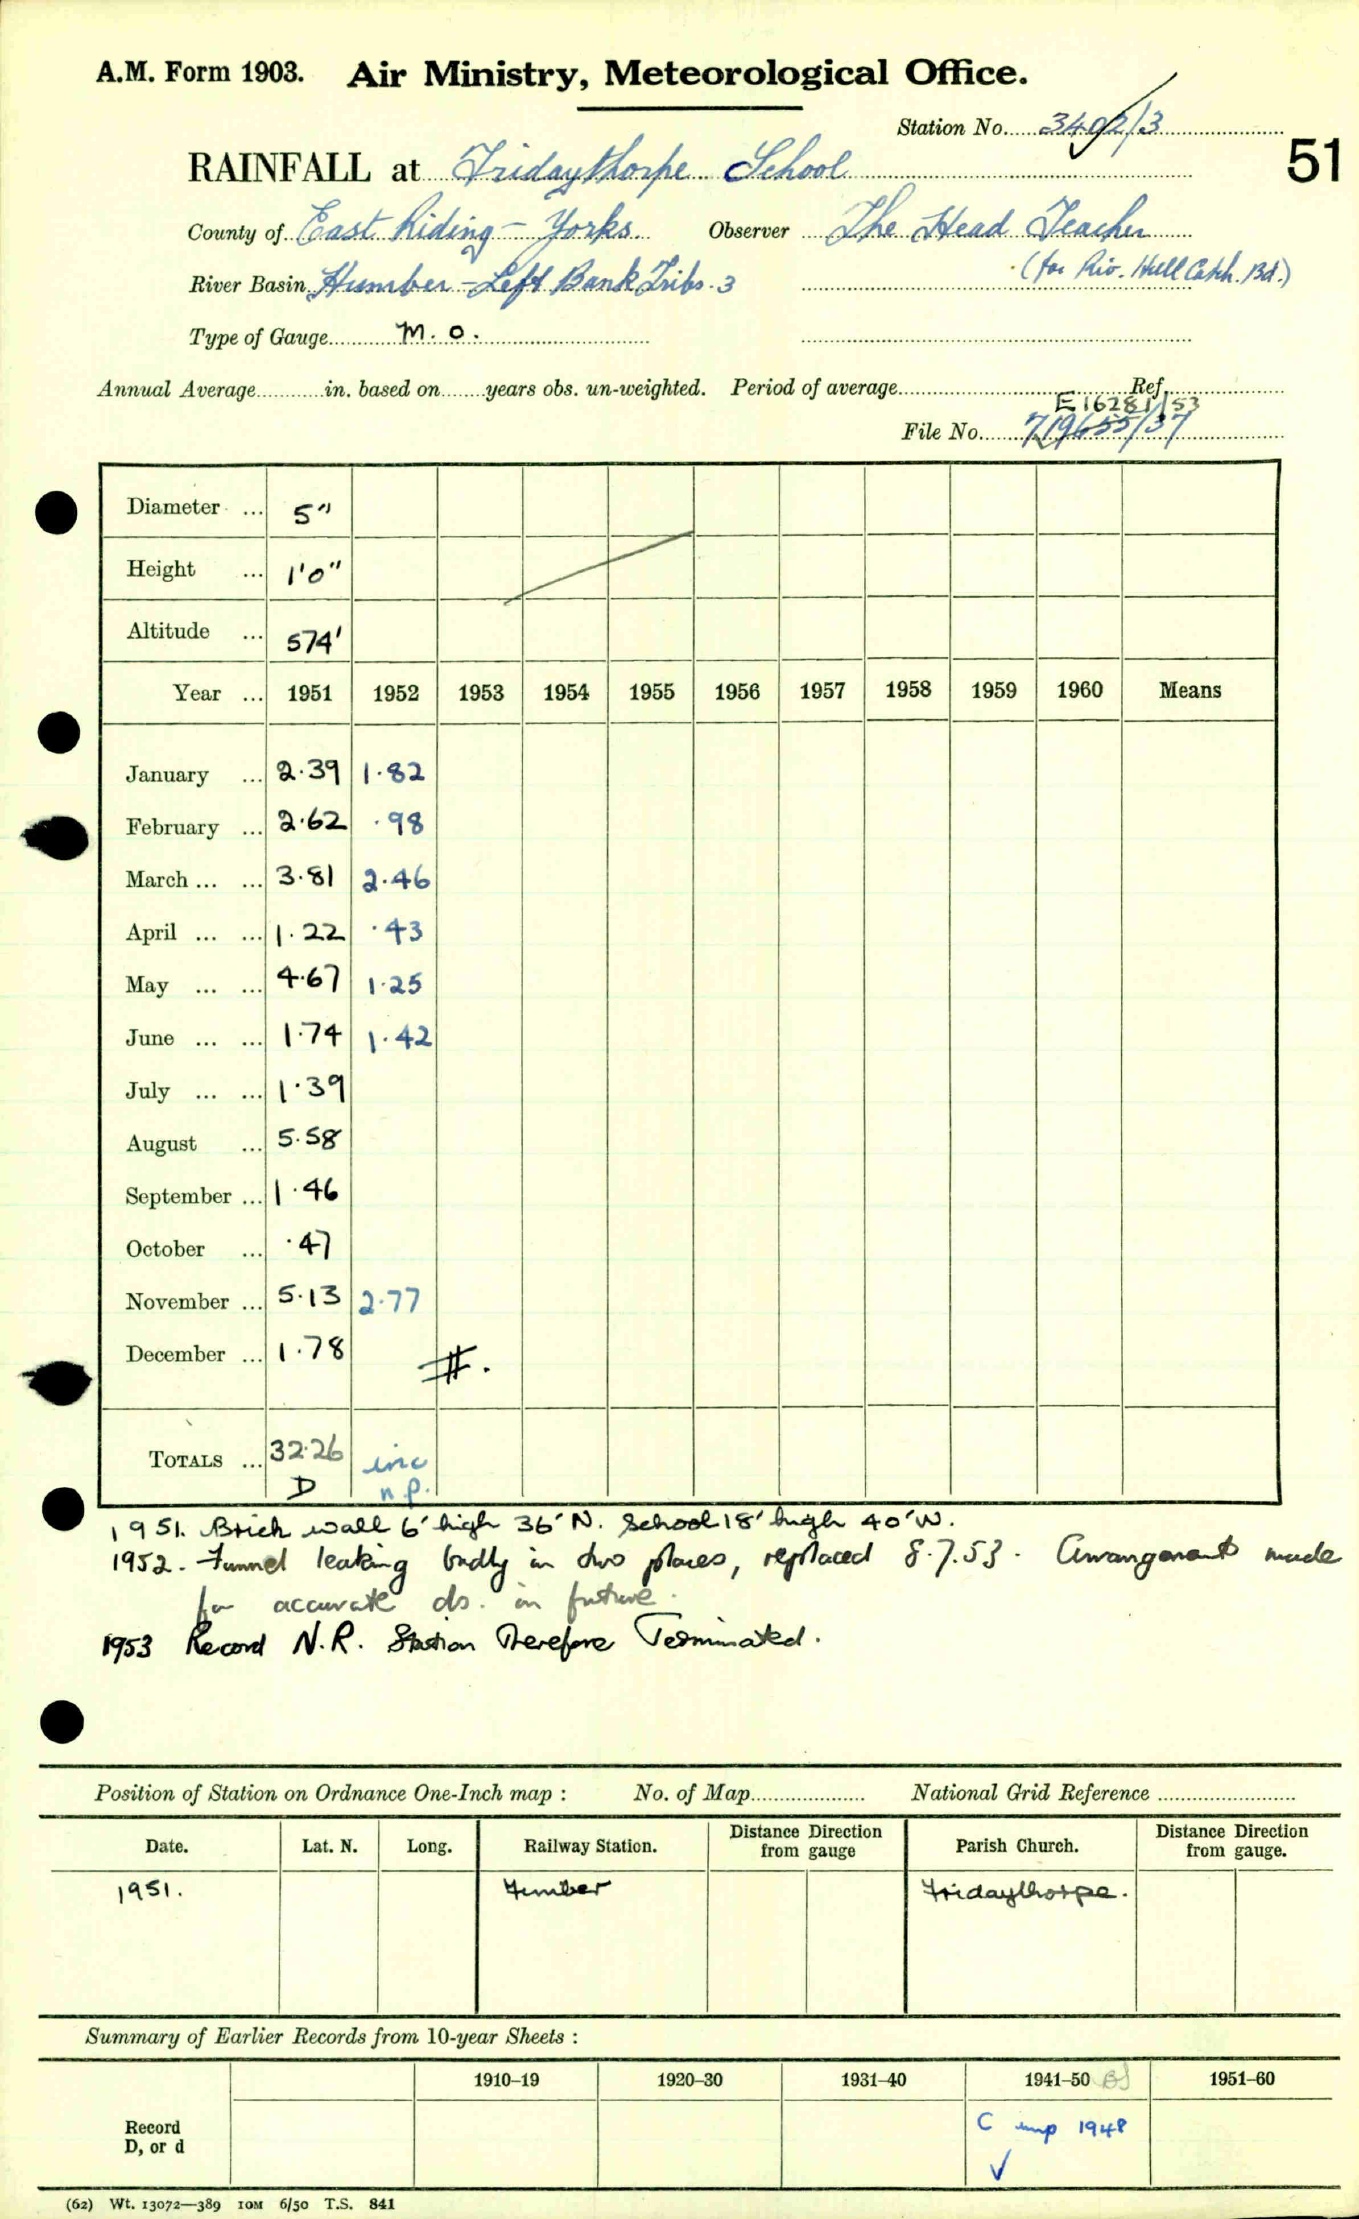 A.M. Form 1903. Air Ministry, Meteorological Office.
Station No. 3492/3
51
RAINFALL at Fridaythorpe School
County of East Riding – Yorks. Observer The Head Teacher
(for Riv. Hull Catch. Bd.)
River Basin Humber – Left Bank Tribs. 3
Type of Gauge M. O.
Annual Average in. based on years obs. un-weighted. Period of average Ref.
E16281/53
File No. 719655/37
Diameter ... 5"
Height ... 1'0"
Altitude ... 574'
Year ... 1951 1952 1953 1954 1955 1956 1957 1958 1959 1960 Means
January ... 2.39 1.82
February ... 2.62 .98
March ... ... 3.81 2.46
April ... ... 1.22 .43
May ... ... 4.67 1.25
June ... ... 1.74 1.42
July ... ... 1.39
August ... 5.58
September ... 1.46
October ... .47
November ... 5.13 2.77
December ... 1.78
TOTALS ... 32.26 inc
D n.p.
1951. Brick wall 6' high 36' N. School 18' high 40' W.
1952. Funnel leaking badly in two places, replaced 8.7.53. Arrangements made
for accurate ds. in future.
1953 Record N.R. Station Therefore Terminated.
Position of Station on Ordnance One-Inch map : No. of Map National Grid Reference
Date. Lat. N. Long. Railway Station. Distance from Direction gauge Parish Church. Distance from Direction gauge.
1951. Fimber Fridaythorpe.
Summary of Earlier Records from 10-year Sheets :
1910–19 1920–30 1931–40 1941–50 1951–60
Record
D, or d
C imp 1948
(62) Wt. 13072—389 10M 6/50 T.S. 841